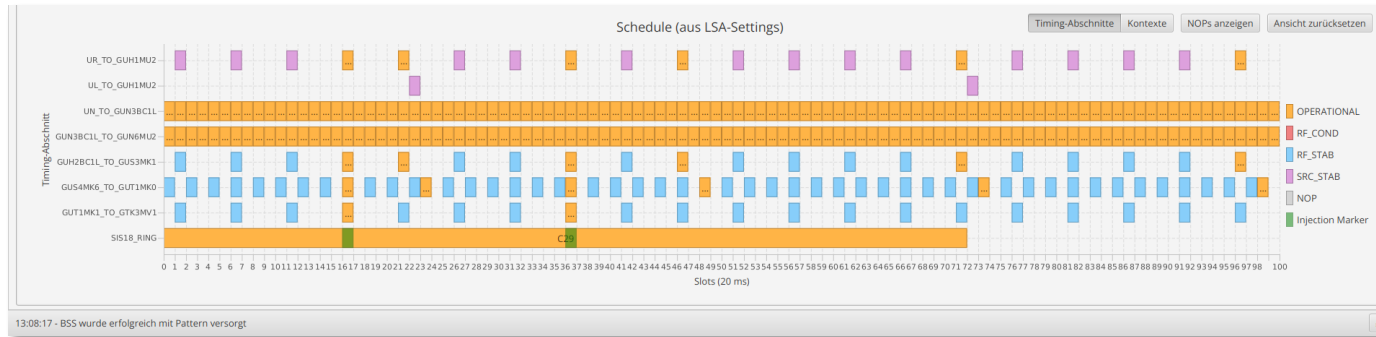 Schedule (aus LSA-Settings)
Timing-Abschnitte Kontexte NOPs anzeigen Ansicht zurücksetzen
Timing-Abschnitt
UR_TO_GUH1MU2
UL_TO_GUH1MU2
UN_TO_GUN3BC1L
GUN3BC1L_TO_GUN6MU2
GUH2BC1L_TO_GUS3MK1
GUS4MK6_TO_GUT1MK0
GUT1MK1_TO_GTK3MV1
SIS18_RING
C29
OPERATIONAL
RF_COND
RF_STAB
SRC_STAB
NOP
Injection Marker
0 1 2 3 4 5 6 7 8 9 10 11 12 13 14 15 16 17 18 19 20 21 22 23 24 25 26 27 28 29 30 31 32 33 34 35 36 37 38 39 40 41 42 43 44 45 46 47 48 49 50 51 52 53 54 55 56 57 58 59 60 61 62 63 64 65 66 67 68 69 70 71 72 73 74 75 76 77 78 79 80 81 82 83 84 85 86 87 88 89 90 91 92 93 94 95 96 97 98 100
Slots (20 ms)
13:08:17 - BSS wurde erfolgreich mit Pattern versorgt